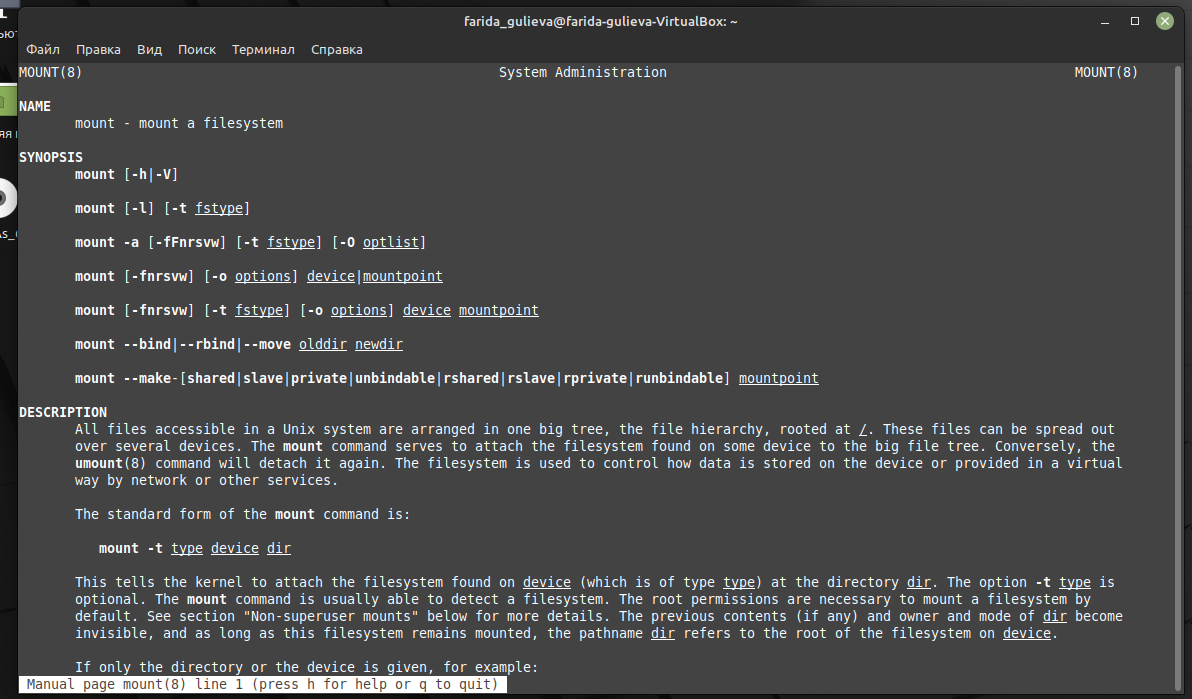 farida_gulieva@farida-gulieva-VirtualBox: ~
Файл Правка Вид Поиск Терминал Справка
MOUNT(8) System Administration MOUNT(8)
NAME
mount - mount a filesystem
SYNOPSIS
mount [-h|-V]
mount [-l] [-t fstype]
mount -a [-fFnrsvw] [-t fstype] [-O optlist]
mount [-fnrsvw] [-o options] device|mountpoint
mount [-fnrsvw] [-t fstype] [-o options] device mountpoint
mount --bind|--rbind|--move olddir newdir
mount --make-[shared|slave|private|unbindable|rshared|rslave|rprivate|runbindable] mountpoint
DESCRIPTION
All files accessible in a Unix system are arranged in one big tree, the file hierarchy, rooted at /. These files can be spread out
over several devices. The mount command serves to attach the filesystem found on some device to the big file tree. Conversely, the
umount(8) command will detach it again. The filesystem is used to control how data is stored on the device or provided in a virtual
way by network or other services.
The standard form of the mount command is:
mount -t type device dir
This tells the kernel to attach the filesystem found on device (which is of type type) at the directory dir. The option -t type is
optional. The mount command is usually able to detect a filesystem. The root permissions are necessary to mount a filesystem by
default. See section "Non-superuser mounts" below for more details. The previous contents (if any) and owner and mode of dir become
invisible, and as long as this filesystem remains mounted, the pathname dir refers to the root of the filesystem on device.
If only the directory or the device is given, for example:
Manual page mount(8) line 1 (press h for help or q to quit)